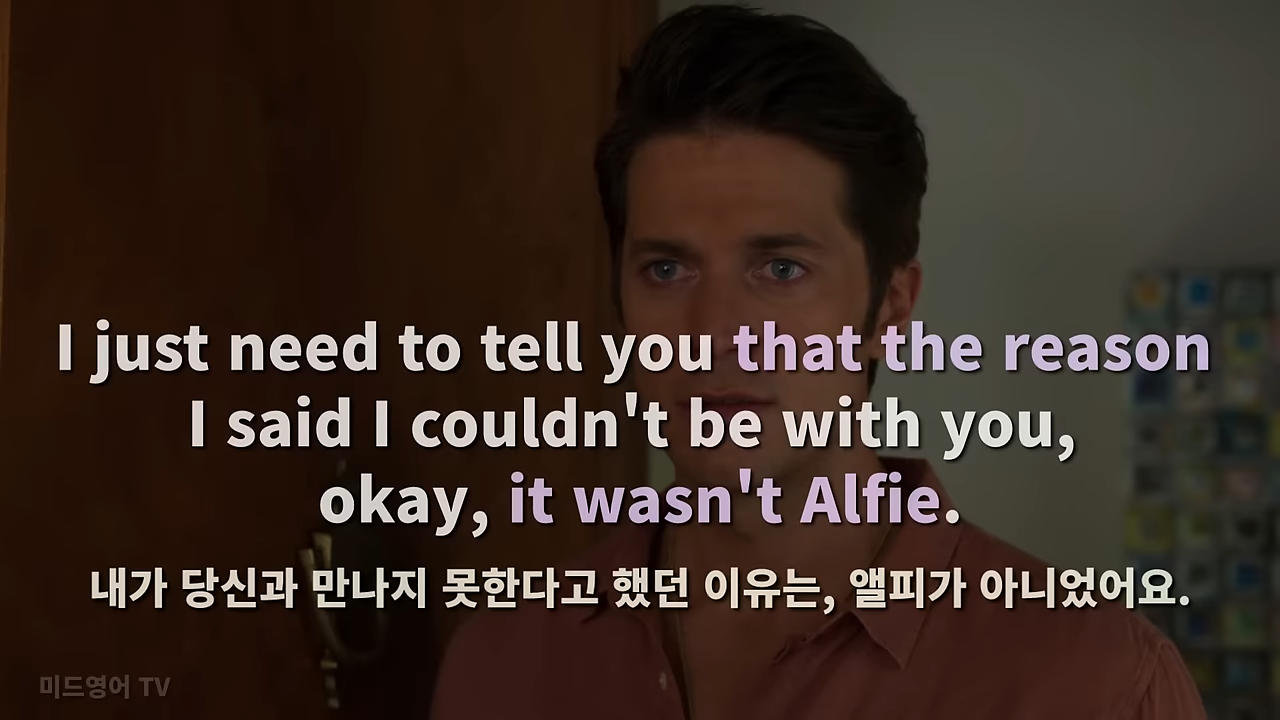 I just need to tell you that the reason
I said I couldn't be with you,
okay, it wasn't Alfie.
내가 당신과 만나지 못한다고 했던 이유는, 앨피가 아니었어요.
미드영어 TV